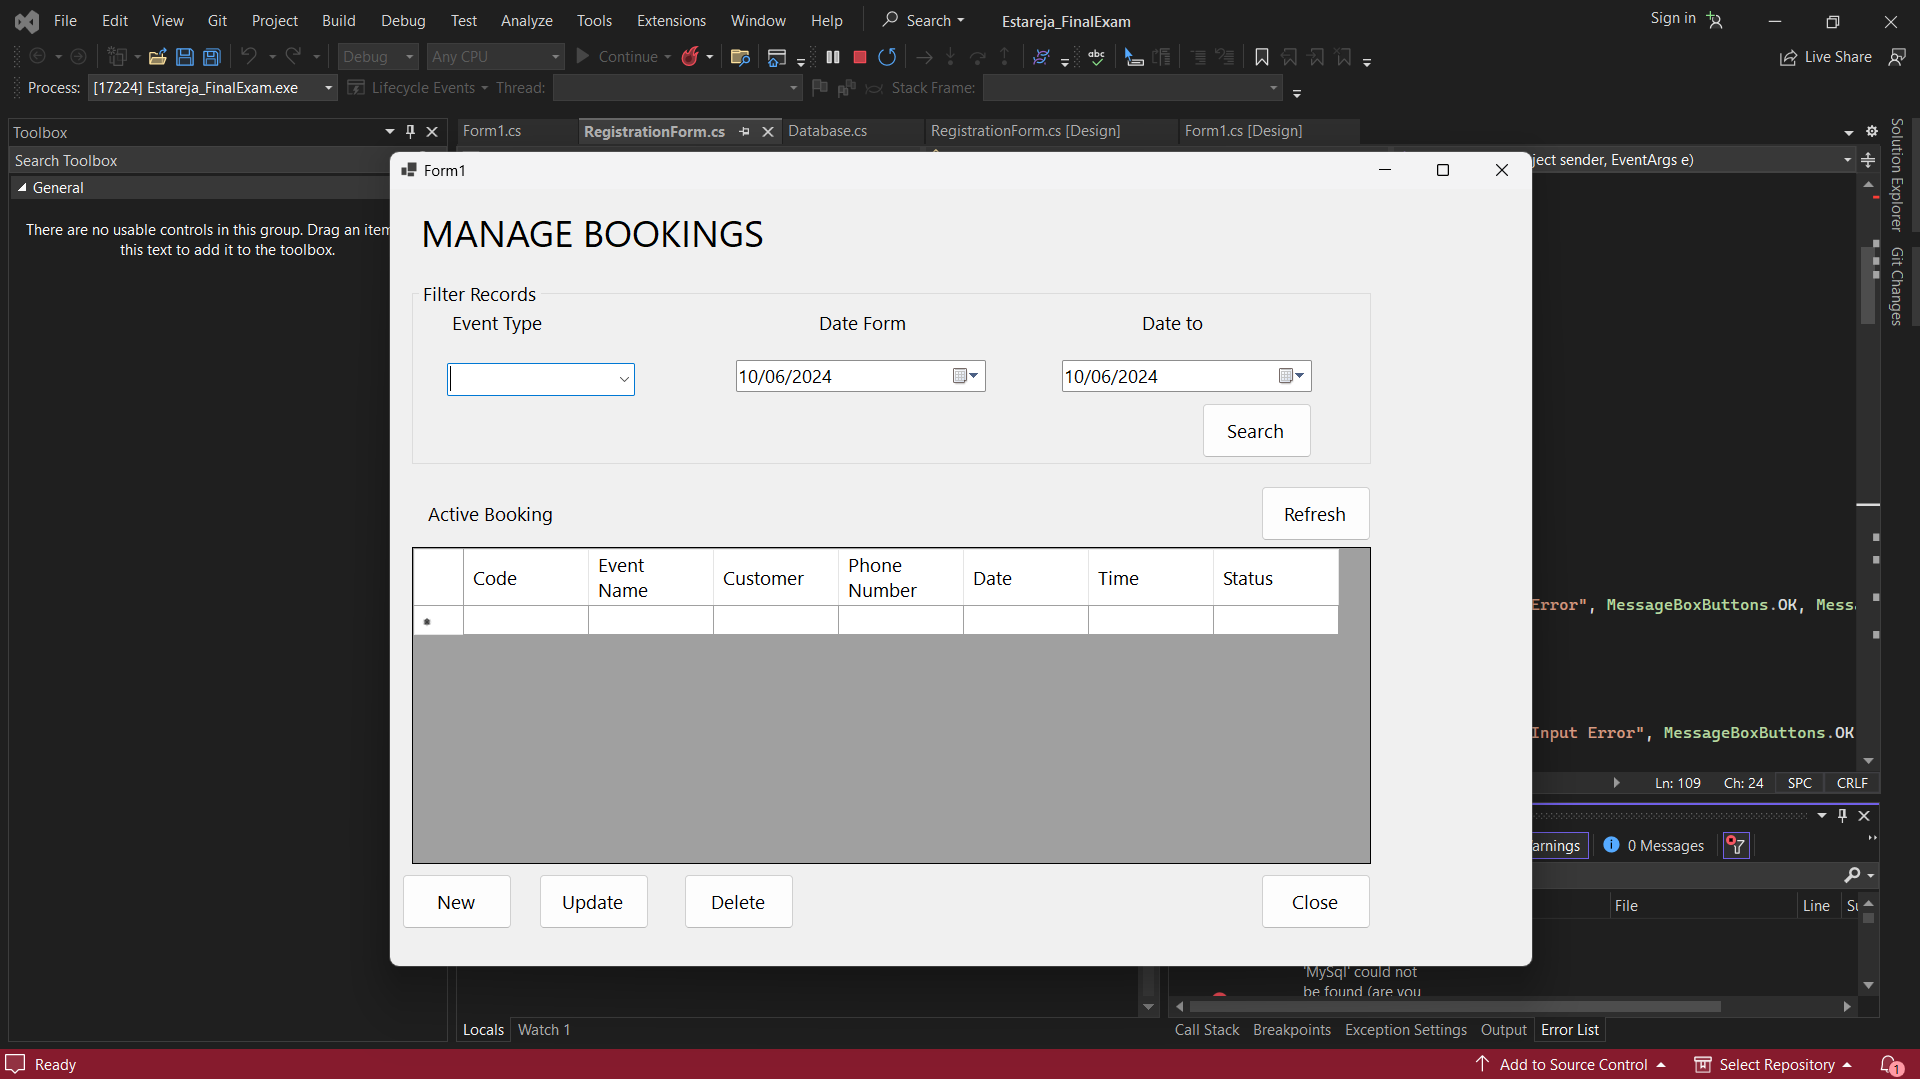 File Edit View Git Project Build Debug Test Analyze Tools Extensions Window Help Search Estareja_FinalExam Sign in
Debug Any CPU Continue Live Share
Process: [17224] Estareja_FinalExam.exe Lifecycle Events Thread: Stack Frame:
Toolbox
Form1.cs RegistrationForm.cs Database.cs RegistrationForm.cs [Design] Form1.cs [Design]
Search Toolbox
ject sender, EventArgs e)
General
There are no usable controls in this group. Drag an item
this text to add it to the toolbox.
Solution Explorer
Git Changes
Form1
MANAGE BOOKINGS
Filter Records
Event Type Date Form Date to
10/06/2024 10/06/2024
Search
Active Booking Refresh
Code Event Name Customer Phone Number Date Time Status
New Update Delete Close
Error", MessageBoxButtons.OK, Mess
Input Error", MessageBoxButtons.OK
Ln: 109 Ch: 24 SPC CRLF
arnings 0 Messages
File Line
'MySql' could not
be found (are you
Locals Watch 1
Call Stack Breakpoints Exception Settings Output Error List
Ready Add to Source Control Select Repository 1